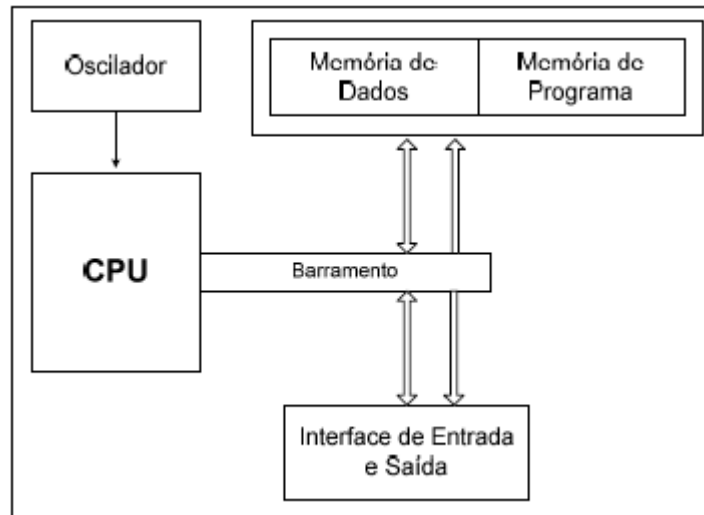 Oscilador
Memória de
Dados
Memória de
Programa
CPU
Barramento
Interface de Entrada
e Saída